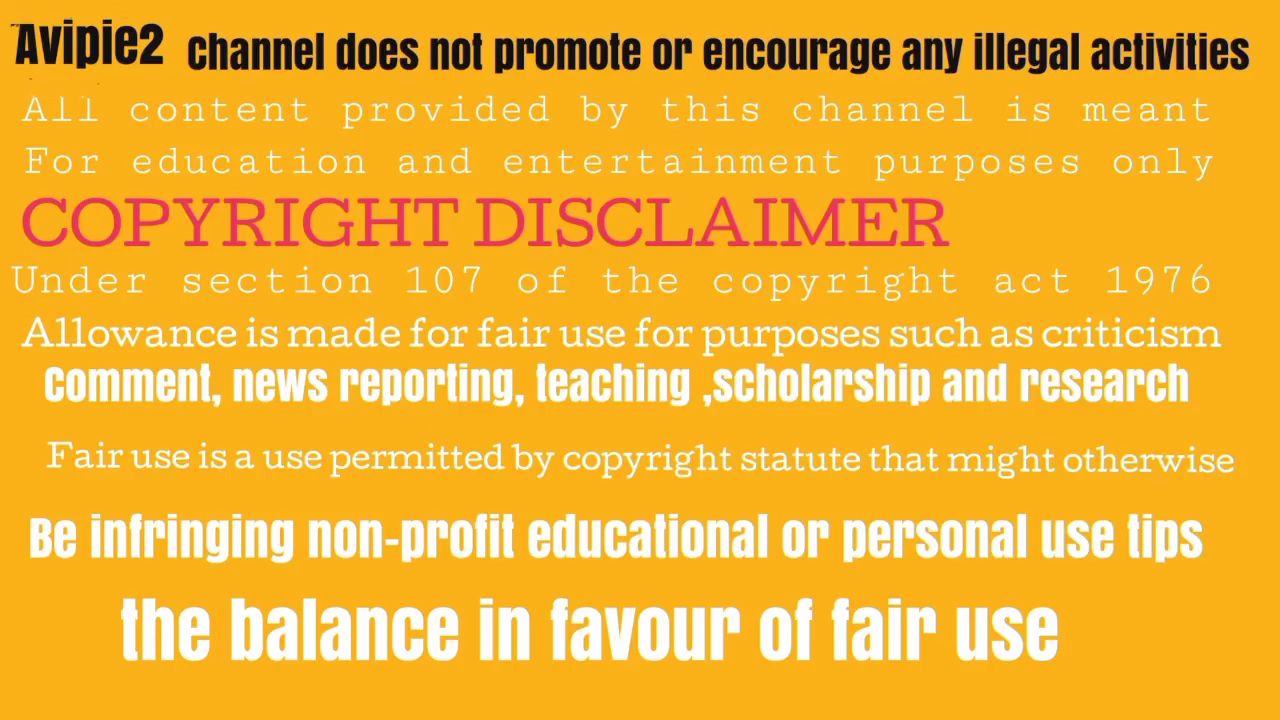 Avipie2 Channel does not promote or encourage any illegal activities
All content provided by this channel is meant
For education and entertainment purposes only
COPYRIGHT DISCLAIMER
Under section 107 of the copyright act 1976
Allowance is made for fair use for purposes such as criticism
comment, news reporting, teaching ,scholarship and research
Fair use is a use permitted by copyright statute that might otherwise
Be infringing non-profit educational or personal use tips
the balance in favour of fair use